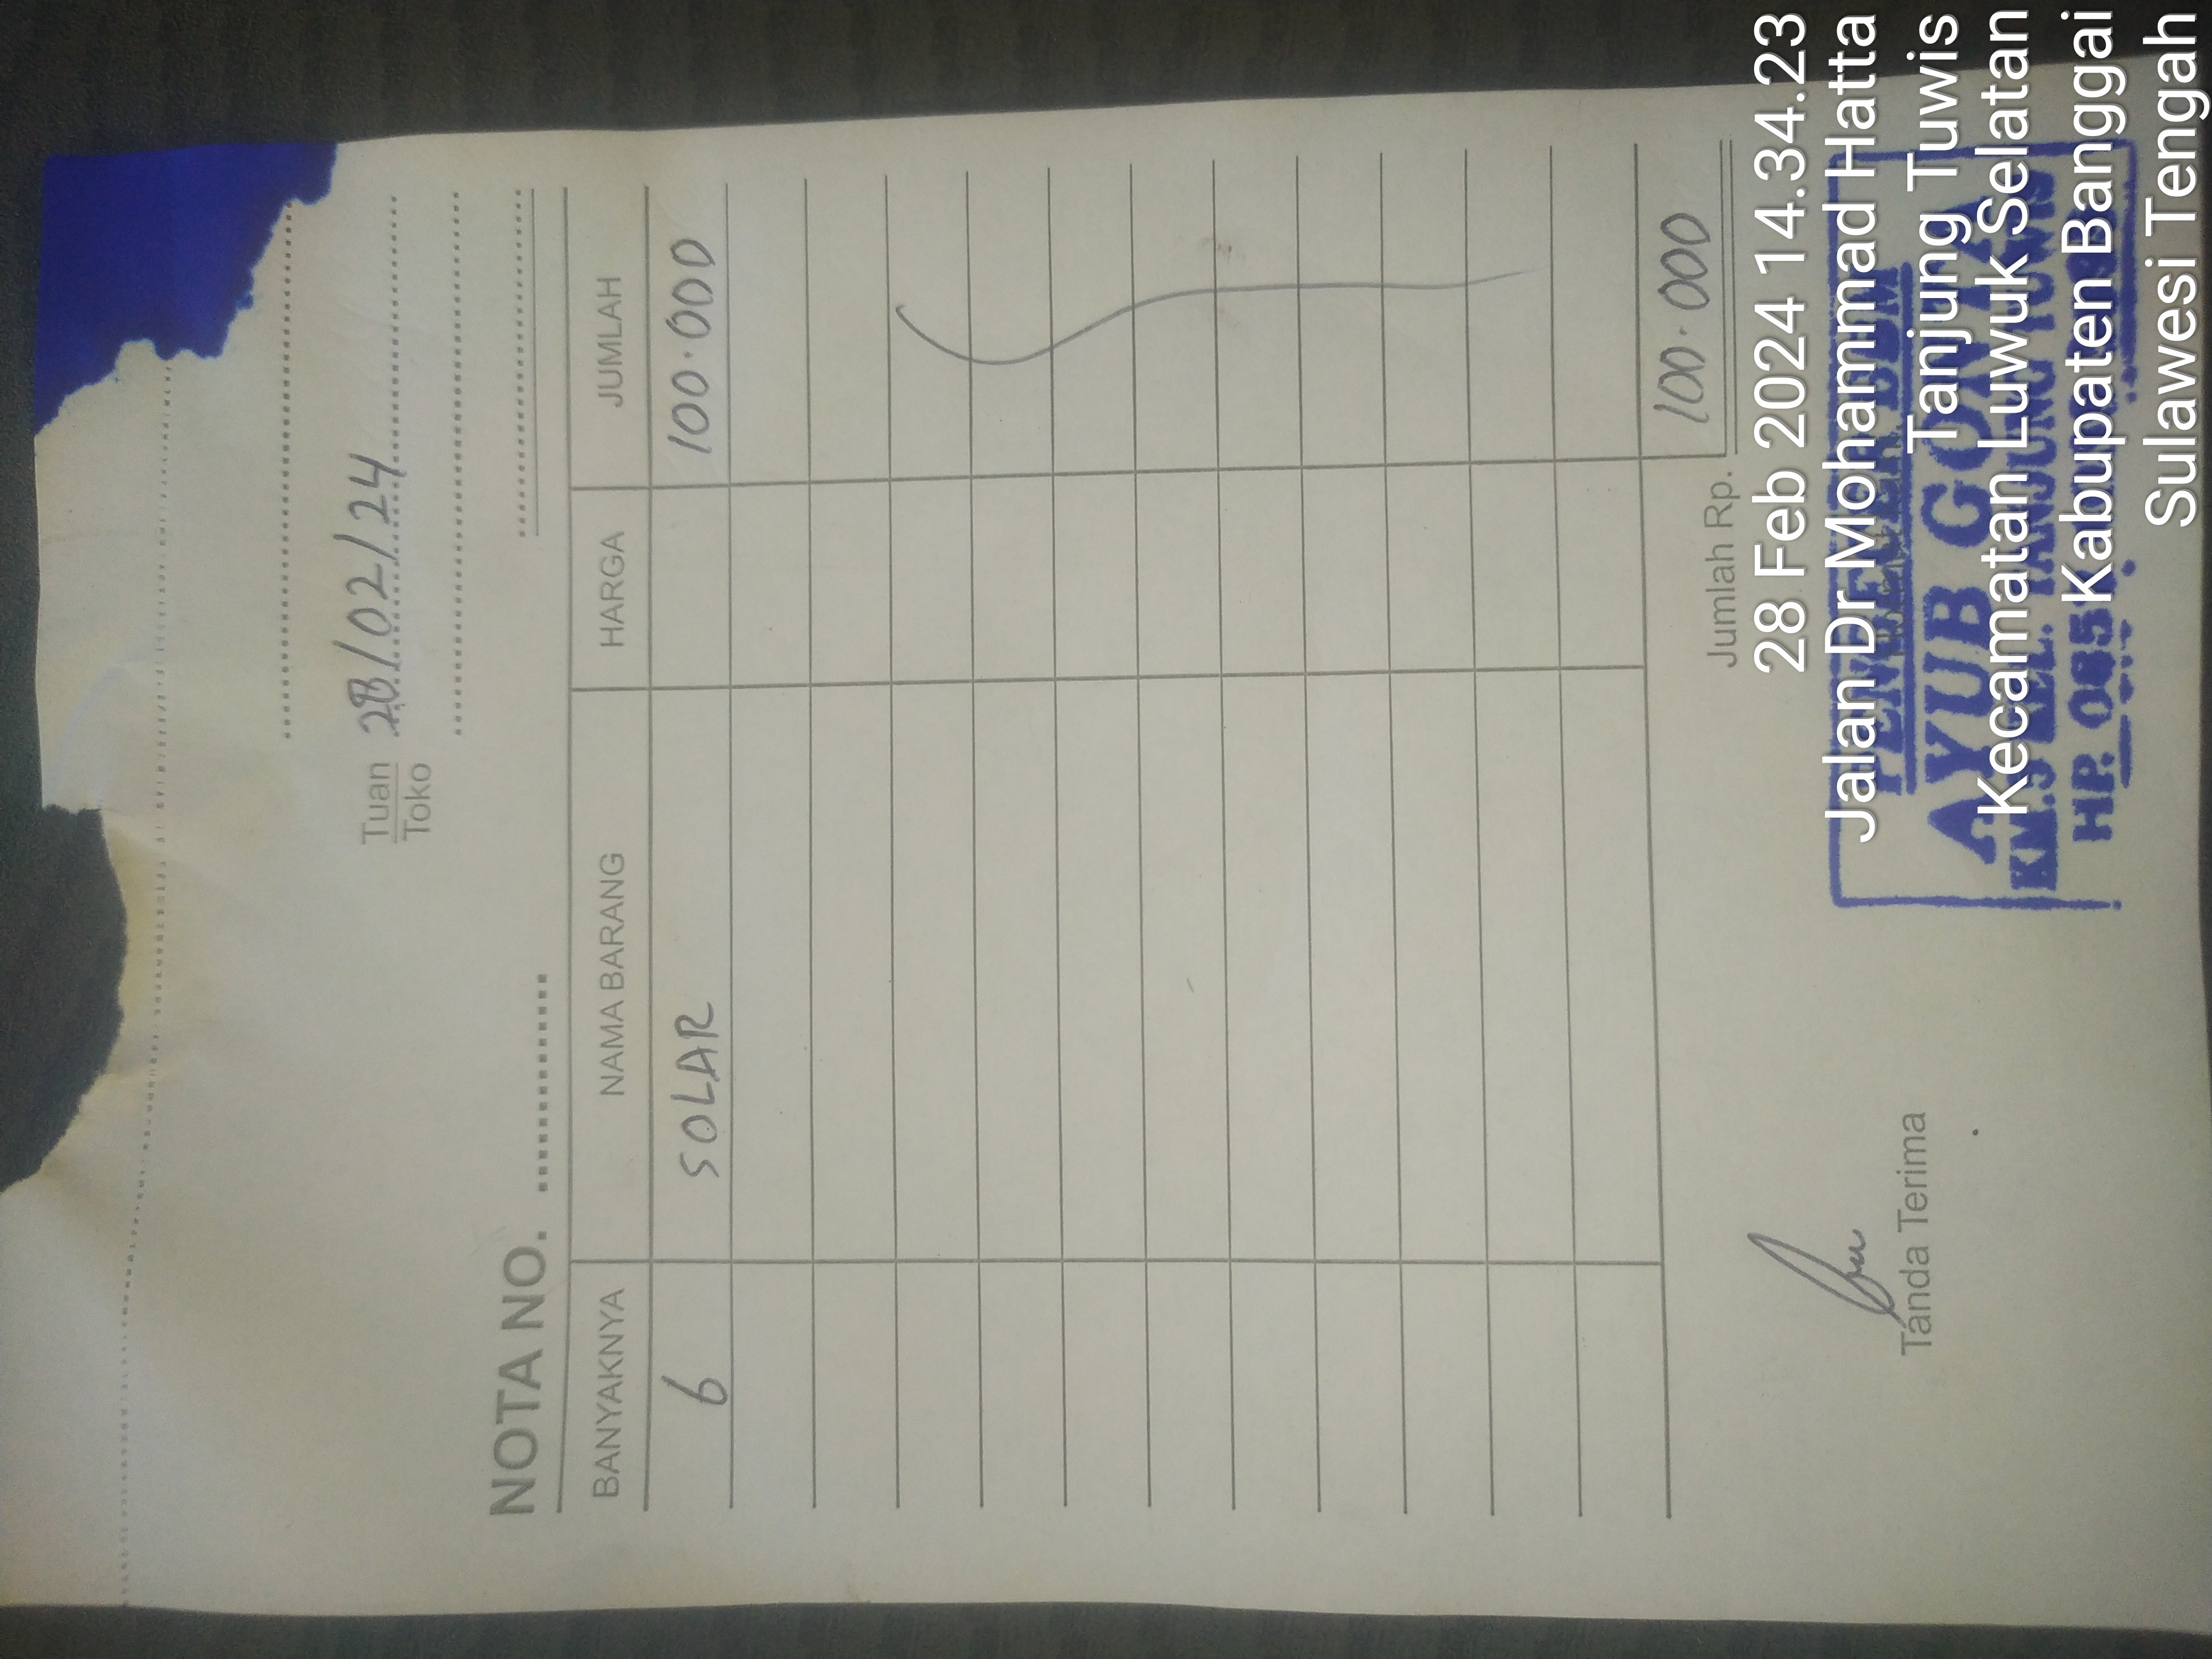 Tuan 28/02/24
Toko
NOTA NO.
BANYAKNYA NAMA BARANG HARGA JUMLAH
6 SOLAR 100.000
Jumlah Rp. 100.000
Tanda Terima
AYUB GONTA
HP. 085
28 Feb 2024 14.34.23
Jalan Dr Mohammad Hatta
Tanjung Tuwis
Kecamatan Luwuk Selatan
Kabupaten Banggai
Sulawesi Tengah